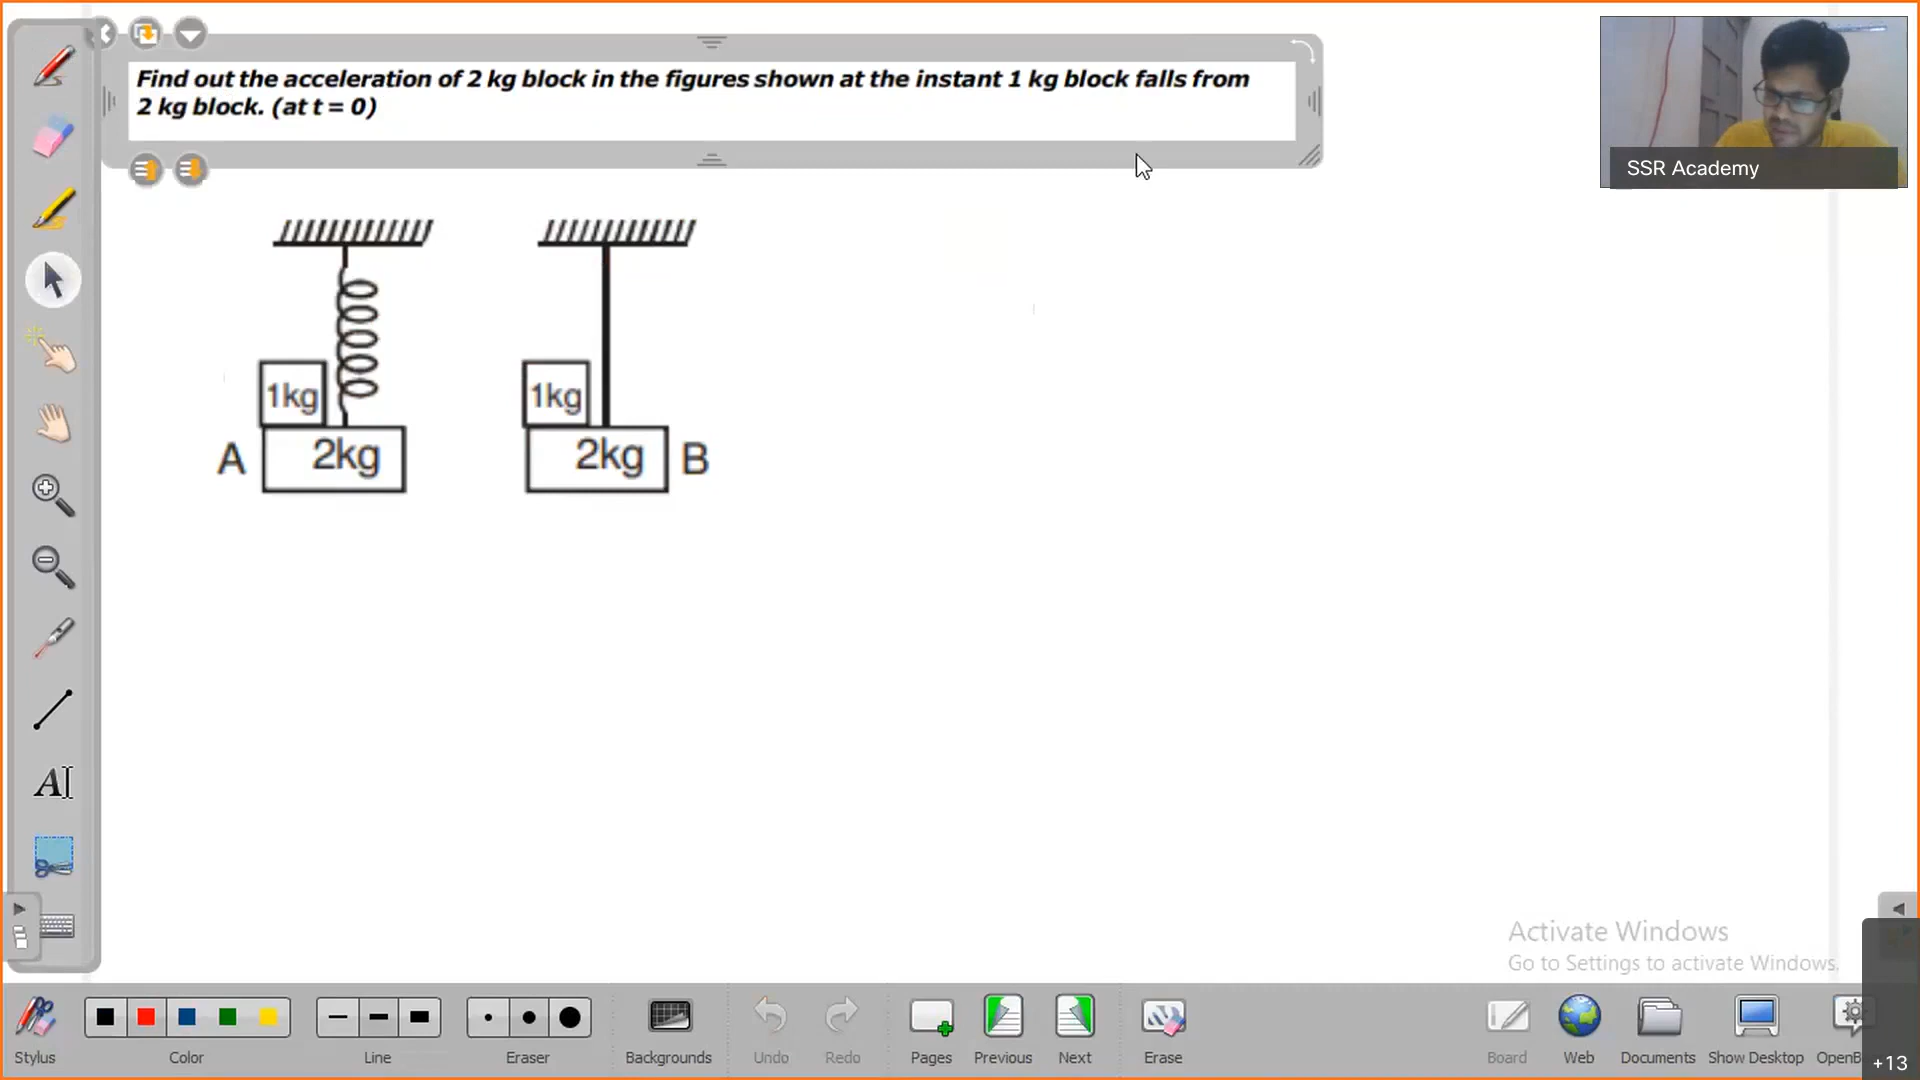 Find out the acceleration of 2 kg block in the figures shown at the instant 1 kg block falls from
2 kg block. (at t = 0)
SSR Academy
1kg
1kg
A
2kg
2kg
B
Activate Windows
Go to Settings to activate Windows.
Stylus
Color
Line
Eraser
Backgrounds
Undo
Redo
Pages
Previous
Next
Erase
Board
Web
Documents
Show Desktop
OpenB
+13